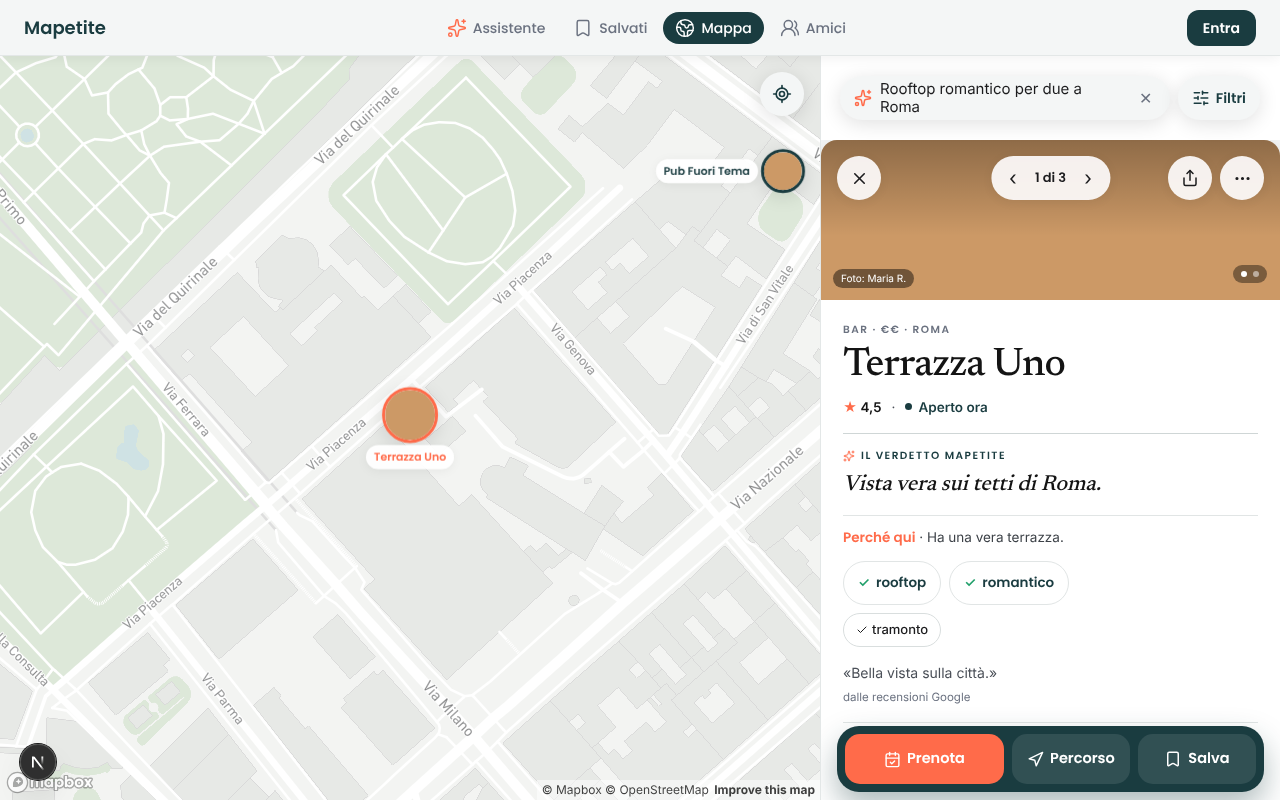 Mapetite
Assistente
Salvati
Mappa
Amici
Entra
Rooftop romantico per due a
Roma
Filtri
Via del Quirinale
Pub Fuori Tema
1 di 3
Primo
Via del Quirinale
Via Piacenza
Via di San Vitale
Foto: Maria R.
Via Genova
BAR · €€ · ROMA
Terrazza Uno
Via Ferrara
4,5 · Aperto ora
Via Piacenza
Terrazza Uno
IL VERDETTO MAPETITE
Vista vera sui tetti di Roma.
Via Nazionale
Perché qui · Ha una vera terrazza.
rooftop
romantico
Via Piacenza
tramonto
«Bella vista sulla città.»
dalle recensioni Google
Via Parma
Via Milano
N
mapbox
© Mapbox © OpenStreetMap Improve this map
Prenota
Percorso
Salva